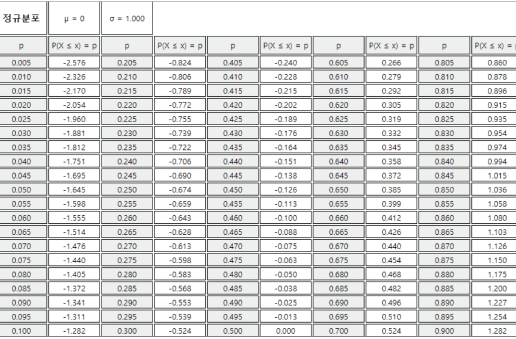 정규분포 μ = 0 σ = 1.000
p P(X ≤ x) = p p P(X ≤ x) = p p P(X ≤ x) = p p P(X ≤ x) = p p P(X ≤ x) = p
0.005 -2.576 0.205 -0.824 0.405 -0.240 0.605 0.266 0.805 0.860
0.010 -2.326 0.210 -0.806 0.410 -0.228 0.610 0.279 0.810 0.878
0.015 -2.170 0.215 -0.789 0.415 -0.215 0.615 0.292 0.815 0.896
0.020 -2.054 0.220 -0.772 0.420 -0.202 0.620 0.305 0.820 0.915
0.025 -1.960 0.225 -0.755 0.425 -0.189 0.625 0.319 0.825 0.935
0.030 -1.881 0.230 -0.739 0.430 -0.176 0.630 0.332 0.830 0.954
0.035 -1.812 0.235 -0.722 0.435 -0.164 0.635 0.345 0.835 0.974
0.040 -1.751 0.240 -0.706 0.440 -0.151 0.640 0.358 0.840 0.994
0.045 -1.695 0.245 -0.690 0.445 -0.138 0.645 0.372 0.845 1.015
0.050 -1.645 0.250 -0.674 0.450 -0.126 0.650 0.385 0.850 1.036
0.055 -1.598 0.255 -0.659 0.455 -0.113 0.655 0.399 0.855 1.058
0.060 -1.555 0.260 -0.643 0.460 -0.100 0.660 0.412 0.860 1.080
0.065 -1.514 0.265 -0.628 0.465 -0.088 0.665 0.426 0.865 1.103
0.070 -1.476 0.270 -0.613 0.470 -0.075 0.670 0.440 0.870 1.126
0.075 -1.440 0.275 -0.598 0.475 -0.063 0.675 0.454 0.875 1.150
0.080 -1.405 0.280 -0.583 0.480 -0.050 0.680 0.468 0.880 1.175
0.085 -1.372 0.285 -0.568 0.485 -0.038 0.685 0.482 0.885 1.200
0.090 -1.341 0.290 -0.553 0.490 -0.025 0.690 0.496 0.890 1.227
0.095 -1.311 0.295 -0.539 0.495 -0.013 0.695 0.510 0.895 1.254
0.100 -1.282 0.300 -0.524 0.500 0.000 0.700 0.524 0.900 1.282